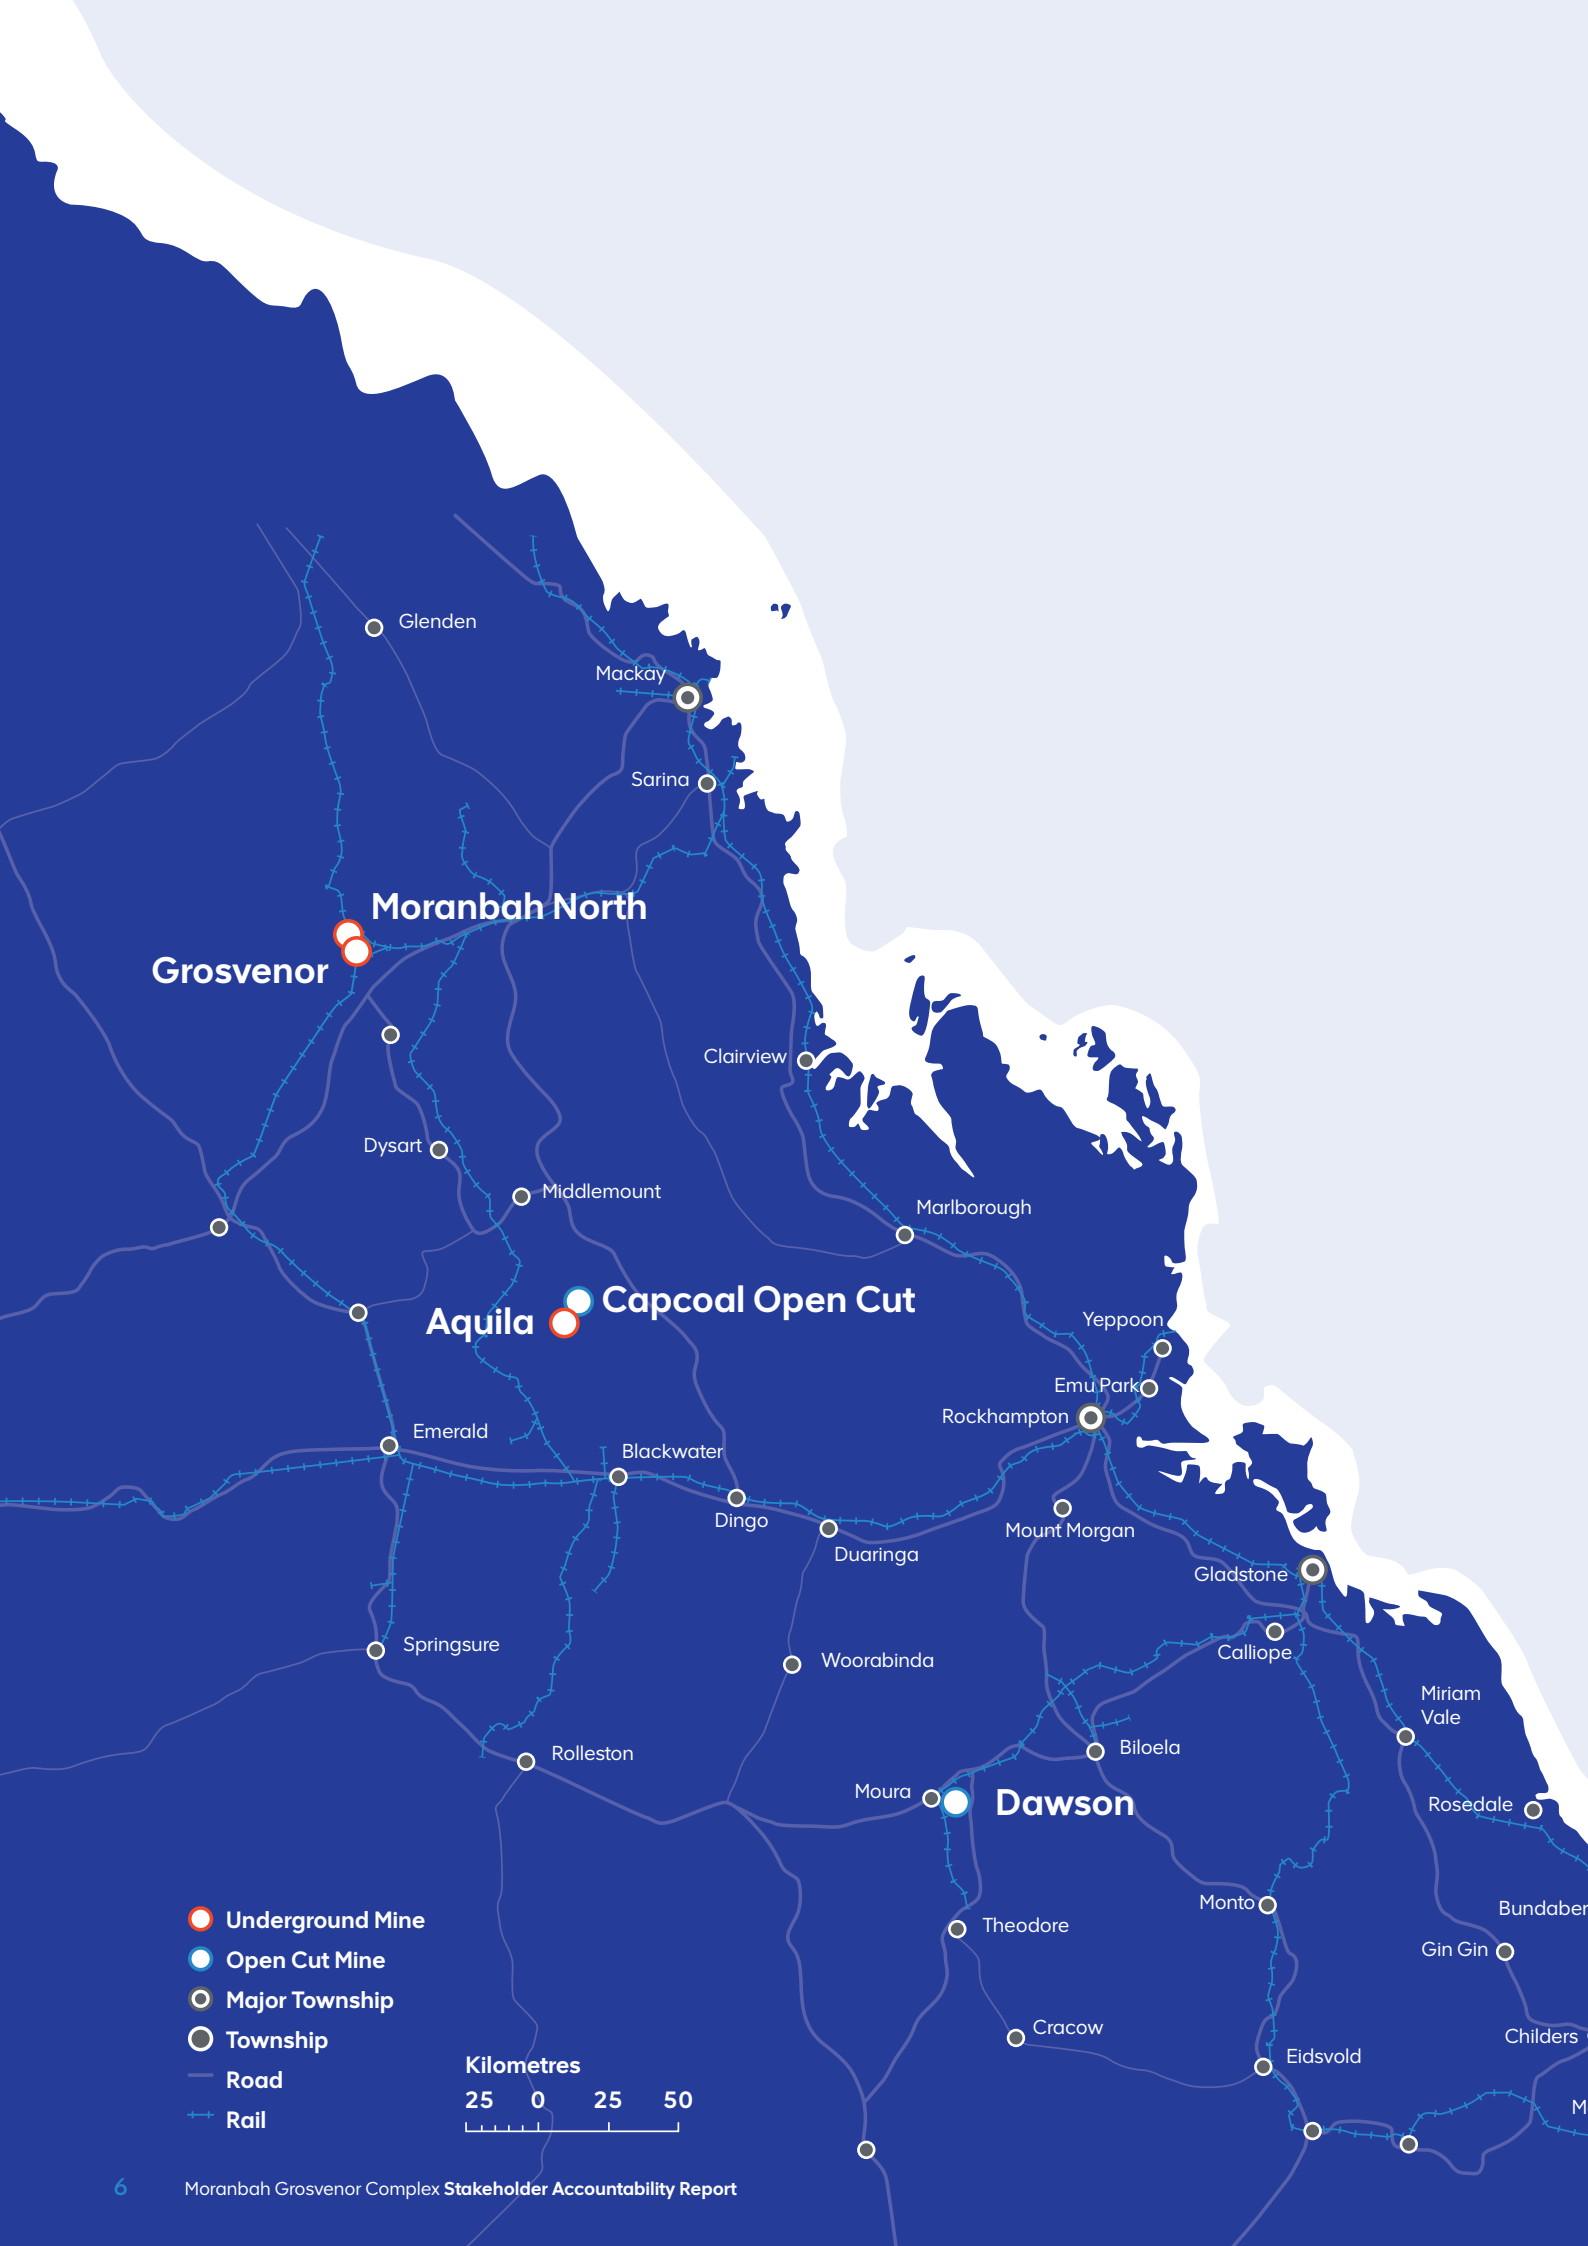 Glenden
Mackay
Sarina
Moranbah North
Grosvenor
Clairview
Dysart
Middlemount
Marlborough
Capcoal Open Cut
Aquila
Yeppoon
Emu Park
Rockhampton
Emerald
Blackwater
Dingo
Mount Morgan
Duaringa
Gladstone
Springsure
Woorabinda
Calliope
Miriam
Vale
Rolleston
Biloela
Moura
Dawson
Rosedale
Monto
Bundaber
Theodore
Gin Gin
Cracow
Childers
Eidsvold
M
Underground Mine
Open Cut Mine
Major Township
Township
Road
Rail
Kilometres
25 0 25 50
6 Moranbah Grosvenor Complex Stakeholder Accountability Report